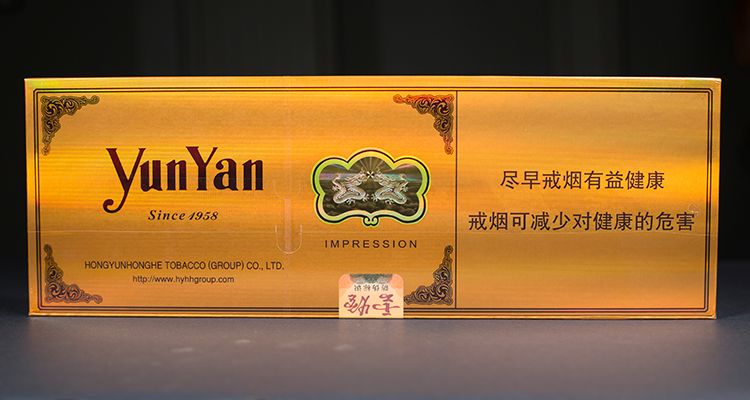 YunYan
Since 1958
HONGYUNHONGHE TOBACCO (GROUP) CO., LTD.
http://www.hyhhgroup.com
IMPRESSION
尽早戒烟有益健康
戒烟可减少对健康的危害